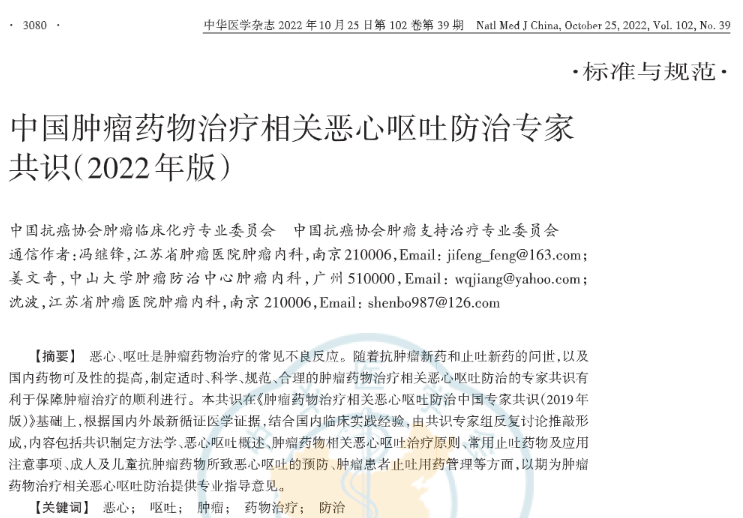 · 3080 · 中华医学杂志 2022 年 10 月 25 日第 102 卷第 39 期 Natl Med J China, October 25, 2022, Vol. 102, No. 39
·标准与规范·
中国肿瘤药物治疗相关恶心呕吐防治专家
共识（2022年版）
中国抗癌协会肿瘤临床化疗专业委员会 中国抗癌协会肿瘤支持治疗专业委员会
通信作者：冯继锋，江苏省肿瘤医院肿瘤内科，南京 210006，Email：jifeng_feng@163.com；
姜文奇，中山大学肿瘤防治中心肿瘤内科，广州 510000，Email：wqjiang@yahoo.com；
沈波，江苏省肿瘤医院肿瘤内科，南京 210006，Email：shenbo987@126.com
【摘要】 恶心、呕吐是肿瘤药物治疗的常见不良反应。随着抗肿瘤新药和止吐新药的问世，以及
国内药物可及性的提高，制定适时、科学、规范、合理的肿瘤药物治疗相关恶心呕吐防治的专家共识有
利于保障肿瘤治疗的顺利进行。本共识在《肿瘤药物治疗相关恶心呕吐防治中国专家共识（2019年
版）》基础上，根据国内外最新循证医学证据，结合国内临床实践经验，由共识专家组反复讨论推敲形
成，内容包括共识制定方法学、恶心呕吐概述、肿瘤药物相关恶心呕吐治疗原则、常用止吐药物及应用
注意事项、成人及儿童抗肿瘤药物所致恶心呕吐的预防、肿瘤患者止吐用药管理等方面，以期为肿瘤
药物治疗相关恶心呕吐防治提供专业指导意见。
【关键词】 恶心； 呕吐； 肿瘤； 药物治疗； 防治